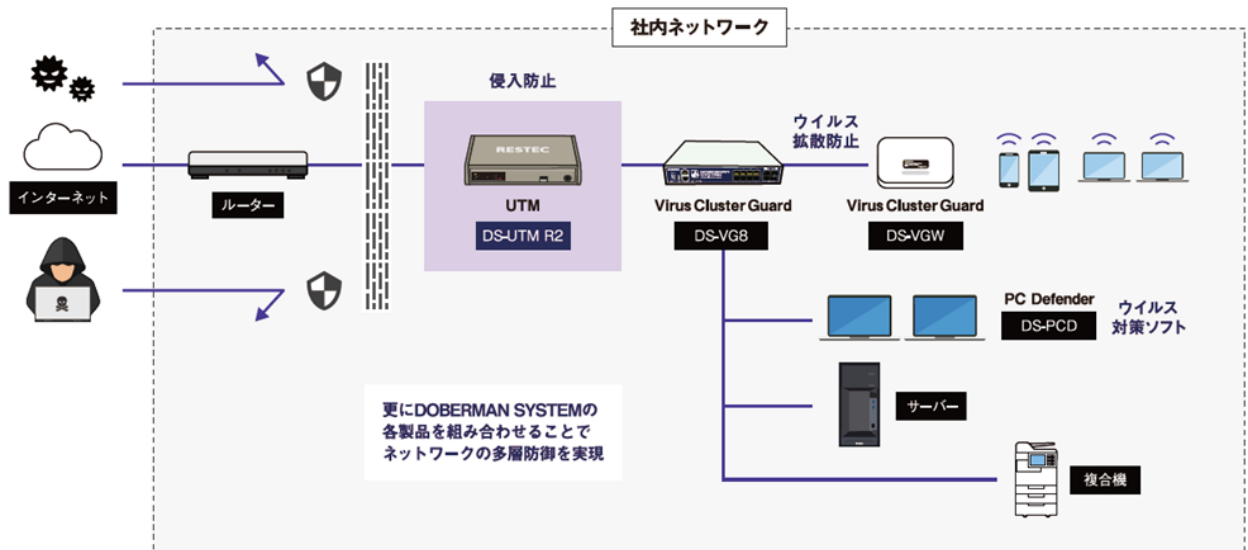 社内ネットワーク
侵入防止
ウイルス
拡散防止
RESTEC
インターネット
ルーター
UTM
DS-UTM R2
Virus Cluster Guard
DS-VG8
Virus Cluster Guard
DS-VGW
PC Defender
DS-PCD
ウイルス
対策ソフト
更にDOBERMAN SYSTEMの
各製品を組み合わせることで
ネットワークの多層防御を実現
サーバー
複合機